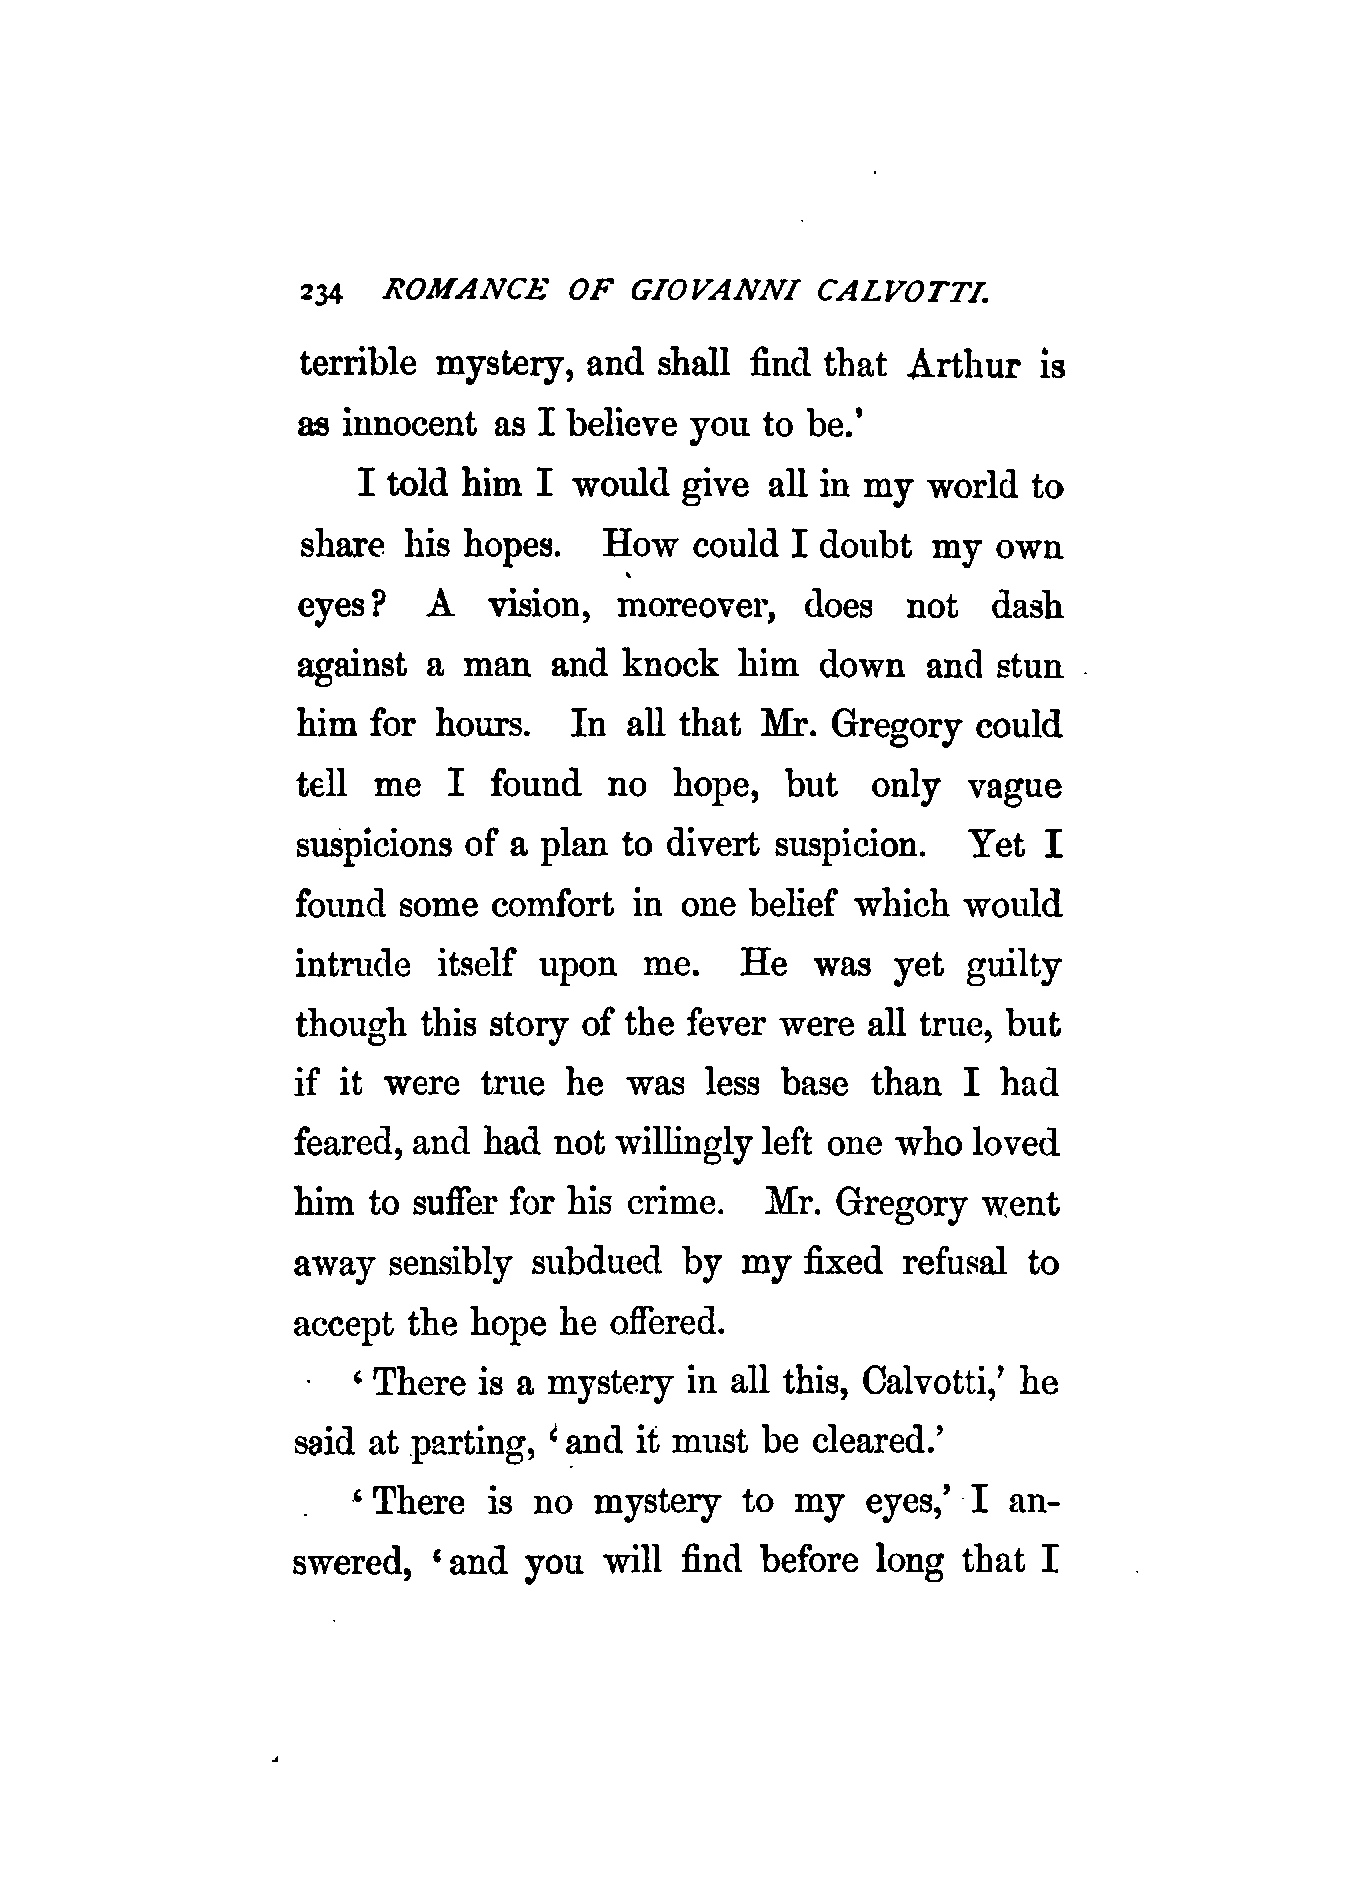 234 ROMANCE OF GIOVANNI CALVOTTI.
terrible mystery, and shall find that Arthur is
as innocent as I believe you to be.’
I told him I would give all in my world to
share his hopes. How could I doubt my own
eyes? A vision, moreover, does not dash
against a man and knock him down and stun
him for hours. In all that Mr. Gregory could
tell me I found no hope, but only vague
suspicions of a plan to divert suspicion. Yet I
found some comfort in one belief which would
intrude itself upon me. He was yet guilty
though this story of the fever were all true, but
if it were true he was less base than I had
feared, and had not willingly left one who loved
him to suffer for his crime. Mr. Gregory went
away sensibly subdued by my fixed refusal to
accept the hope he offered.
‘There is a mystery in all this, Calvotti,’ he
said at parting, ‘and it must be cleared.’
‘There is no mystery to my eyes,’ I an-
swered, ‘and you will find before long that I